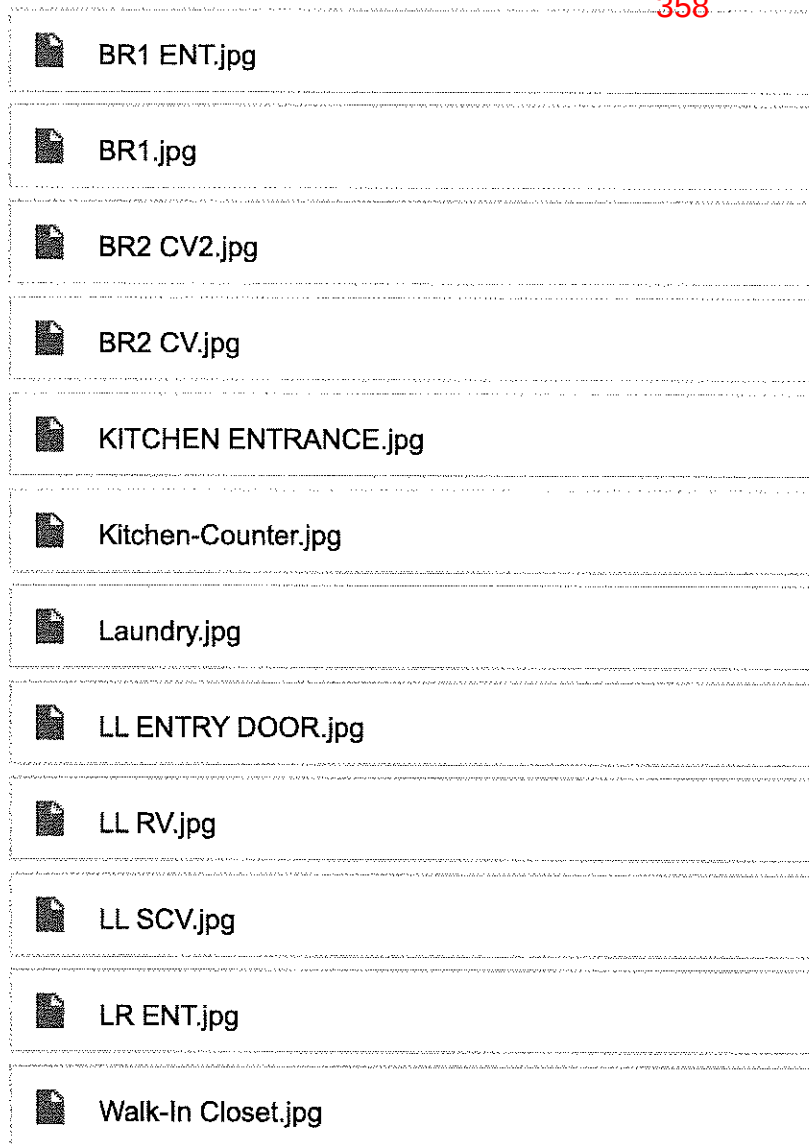 358
BR1 ENT.jpg
BR1.jpg
BR2 CV2.jpg
BR2 CV.jpg
KITCHEN ENTRANCE.jpg
Kitchen-Counter.jpg
Laundry.jpg
LL ENTRY DOOR.jpg
LL RV.jpg
LL SCV.jpg
LR ENT.jpg
Walk-In Closet.jpg